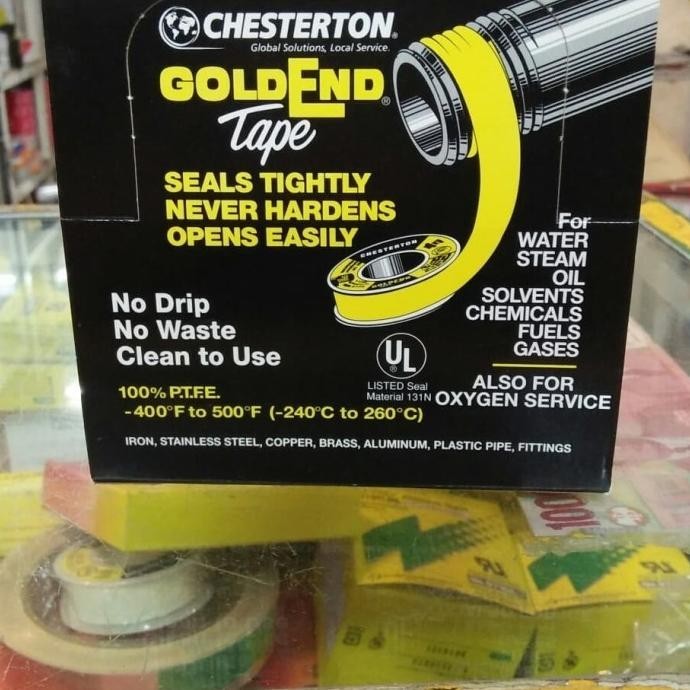 CHESTERTON®
Global Solutions, Local Service.
GOLDEND®
Tape
SEALS TIGHTLY
NEVER HARDENS
OPENS EASILY
CHESTERTON
For
WATER
STEAM
OIL
SOLVENTS
CHEMICALS
FUELS
GASES
ALSO FOR
OXYGEN SERVICE
No Drip
No Waste
Clean to Use
UL
®
LISTED Seal
Material 131N
100% P.T.F.E.
-400°F to 500°F (-240°C to 260°C)
IRON, STAINLESS STEEL, COPPER, BRASS, ALUMINUM, PLASTIC PIPE, FITTINGS
100